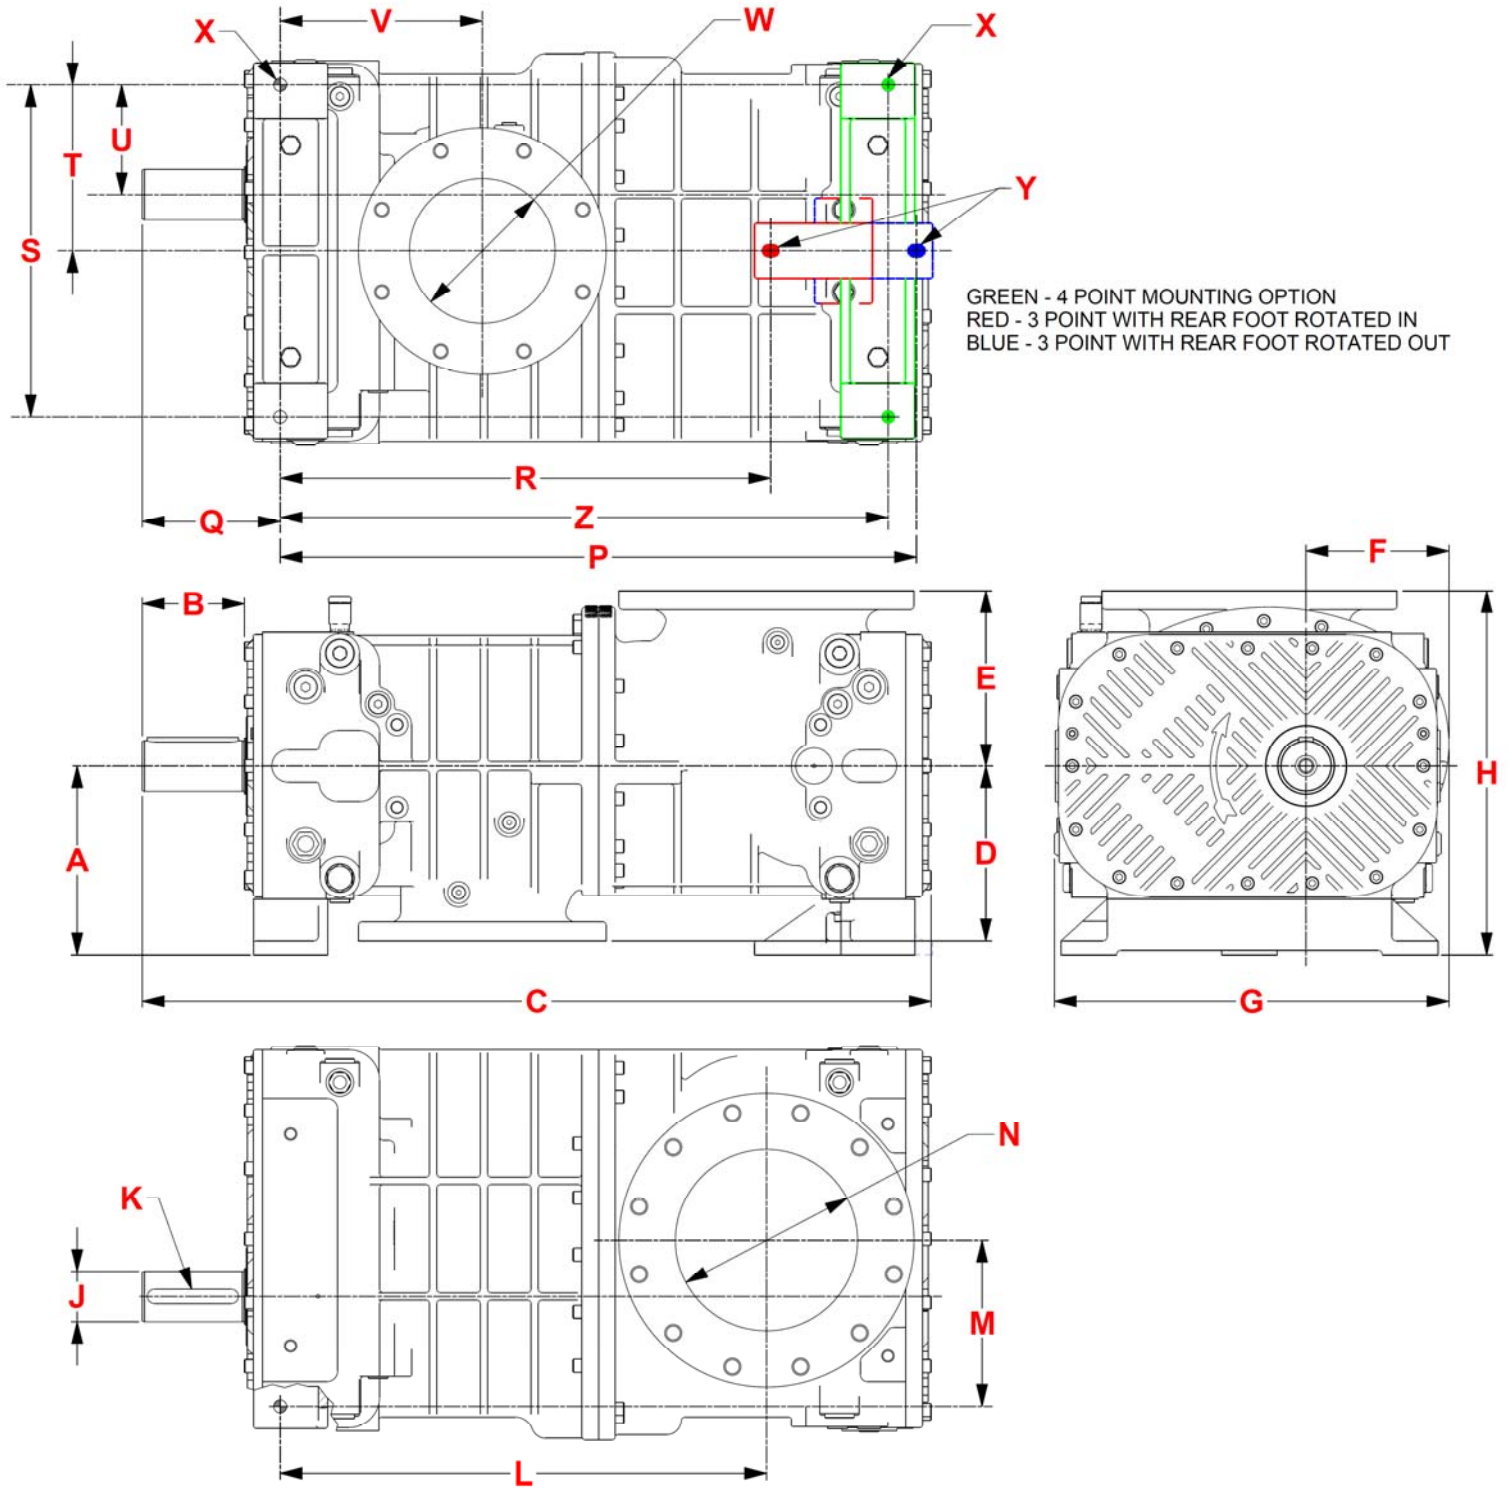 V
W
X
X
U
T
Y
S
GREEN - 4 POINT MOUNTING OPTION
RED - 3 POINT WITH REAR FOOT ROTATED IN
BLUE - 3 POINT WITH REAR FOOT ROTATED OUT
R
Q
Z
P
F
B
E
H
A
D
C
G
N
K
J
M
L